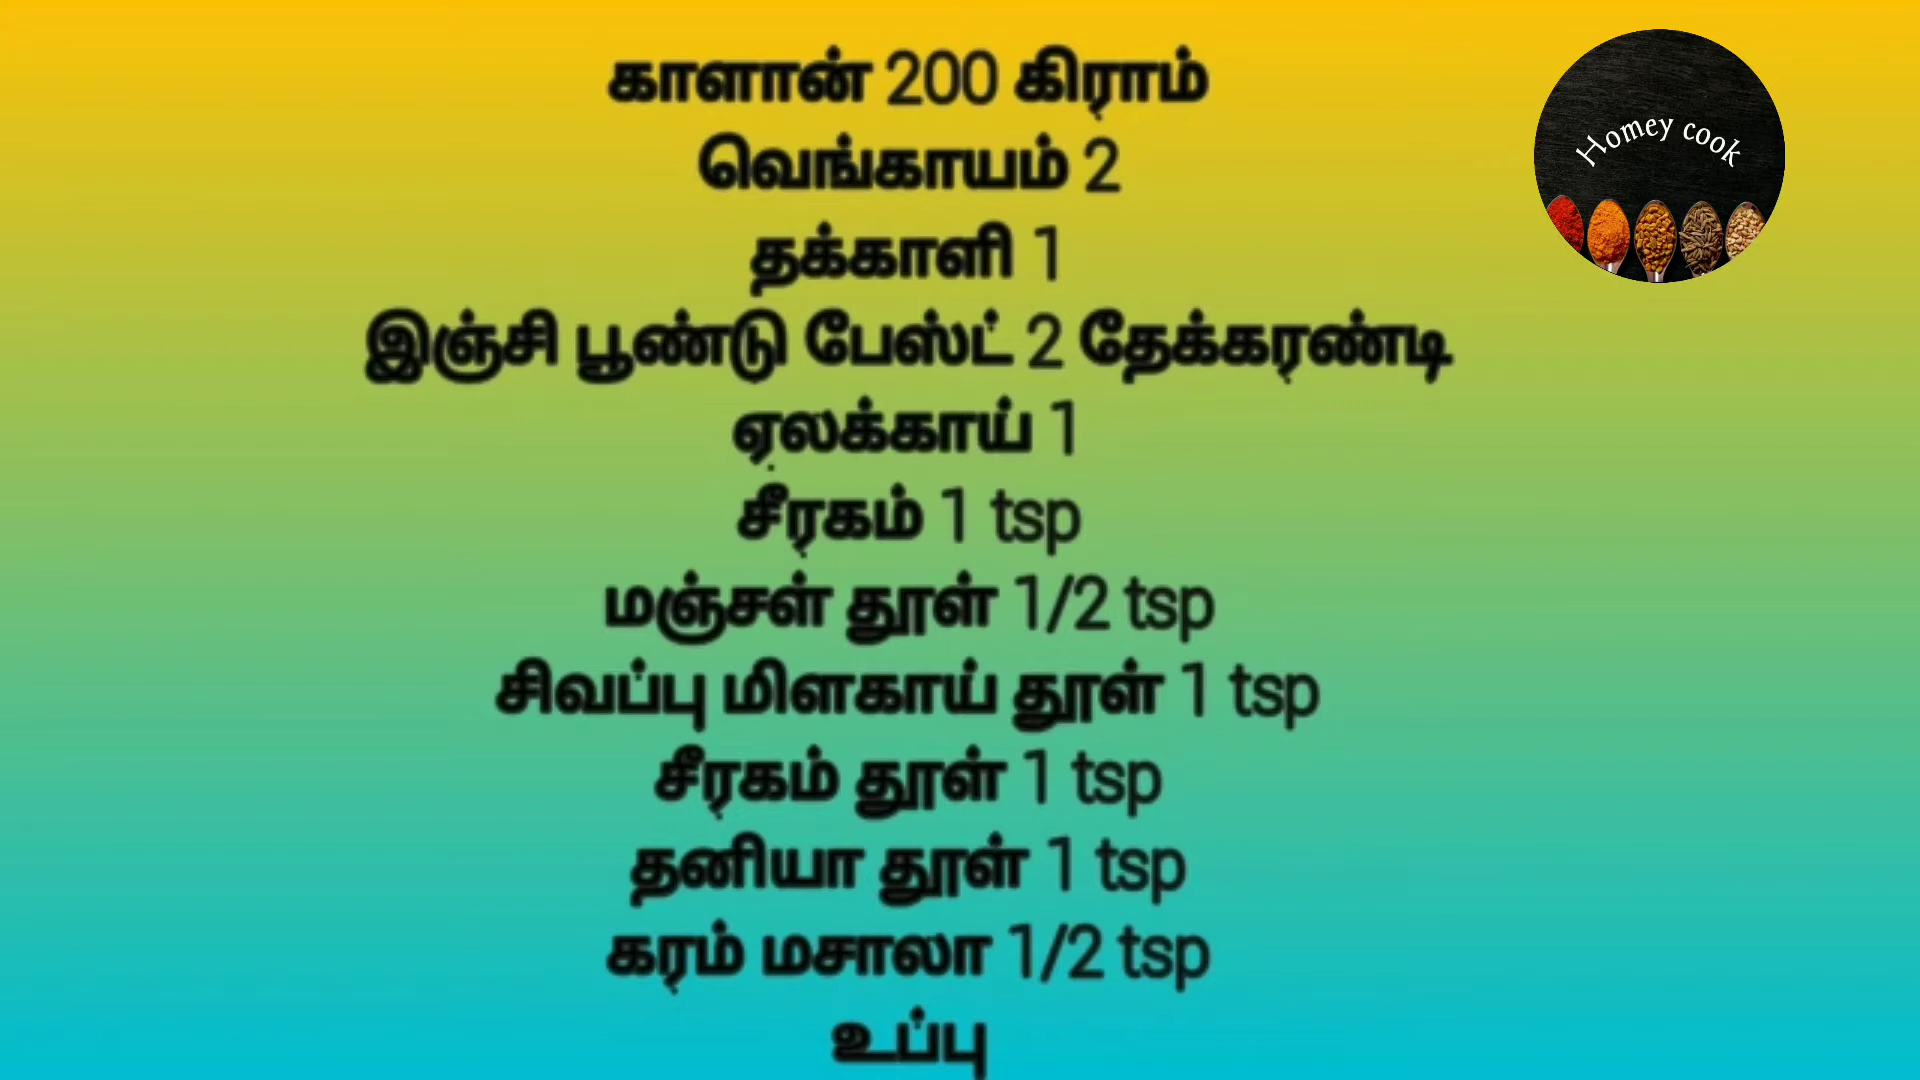 காளான் 200 கிராம்
வெங்காயம் 2
தக்காளி 1
இஞ்சி பூண்டு பேஸ்ட் 2 தேக்கரண்டி
ஏலக்காய் 1
சீரகம் 1 tsp
மஞ்சள் தூள் 1/2 tsp
சிவப்பு மிளகாய் தூள் 1 tsp
சீரகம் தூள் 1 tsp
தனியா தூள் 1 tsp
கரம் மசாலா 1/2 tsp
உப்பு
Homey cook